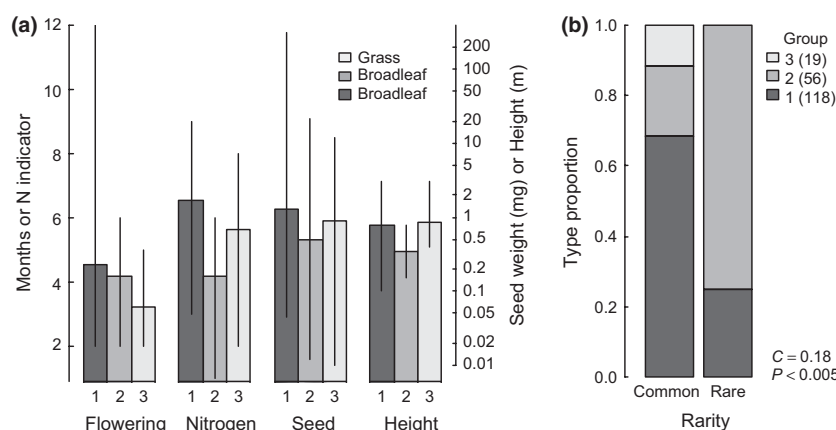 (a)
12
10
8
6
4
2
Months or N indicator
Grass
Broadleaf
Broadleaf
200
100
50
20
10
5
2
1
0.5
0.2
0.1
0.05
0.02
0.01
Seed weight (mg) or Height (m)
1 2 3 1 2 3 1 2 3 1 2 3
Flowering Nitrogen Seed Height
(b)
1.0
0.8
0.6
0.4
0.2
0.0
Type proportion
Group
3 (19)
2 (56)
1 (118)
C = 0.18
P < 0.005
Common Rare
Rarity